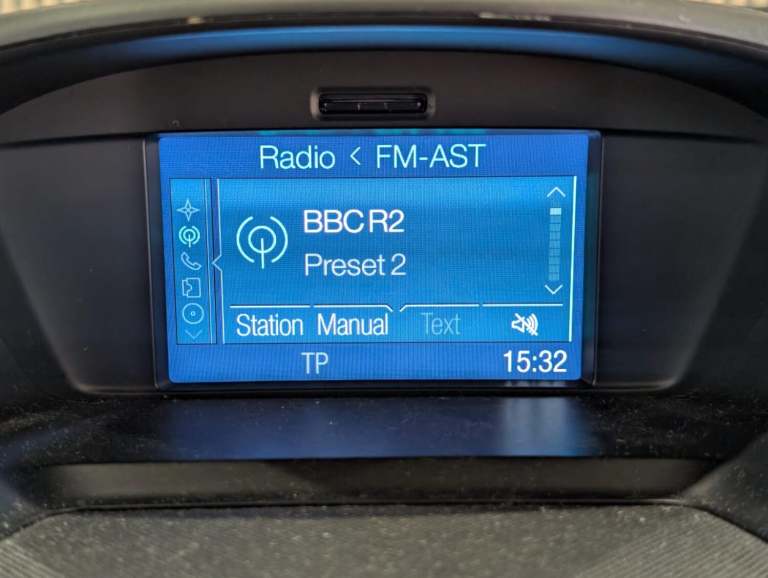 Radio < FM-AST
BBC R2
Preset 2
Station Manual Text
TP 15:32